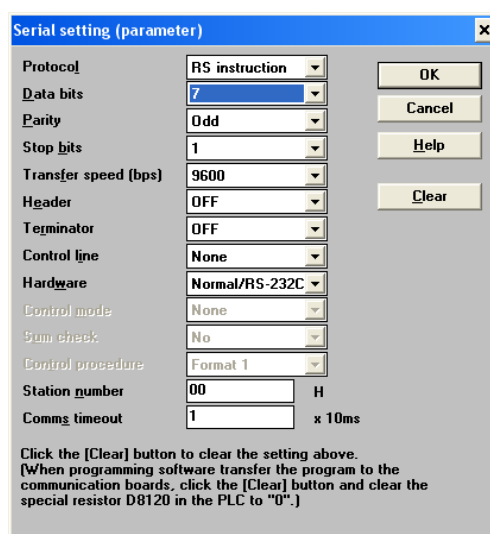 Serial setting (parameter)
Protocol RS instruction OK
Data bits 7
Cancel
Parity Odd
Stop bits 1 Help
Transfer speed (bps) 9600
Header OFF Clear
Terminator OFF
Control line None
Hardware Normal/RS-232C
Control mode None
Sum check No
Control procedure Format 1
Station number 00 H
Comms timeout 1 x 10ms
Click the [Clear] button to clear the setting above.
(When programming software transfer the program to the
communication boards, click the [Clear] button and clear the
special resistor D8120 in the PLC to "0".)